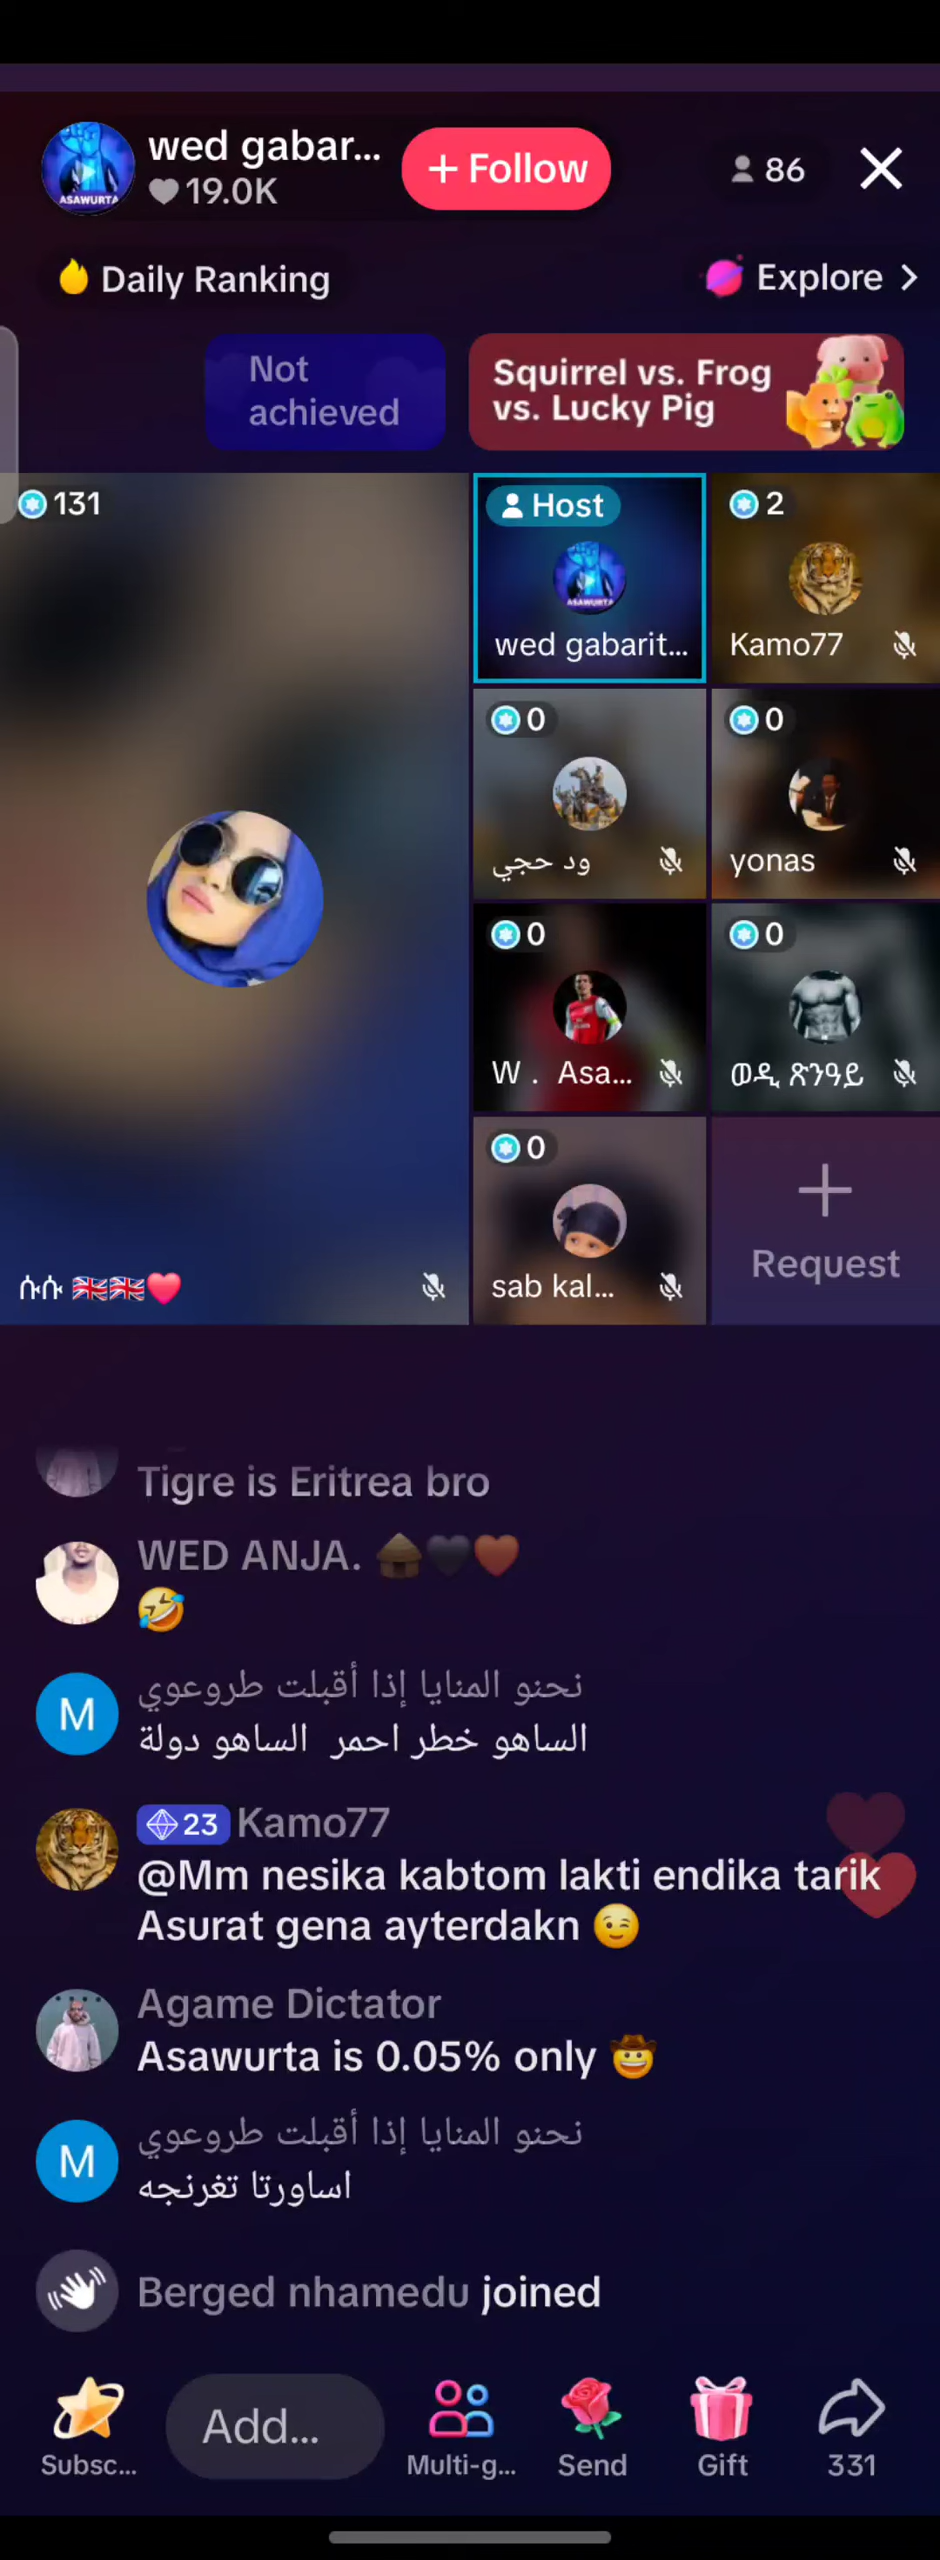 wed gabar...
19.0K
+ Follow
86
Daily Ranking
Explore >
Not
achieved
Squirrel vs. Frog
vs. Lucky Pig
131
Host
ASAWURTA
wed gabarit...
2
Kamo77
0
ود حجي
0
yonas
0
W . Asa...
0
ወዲ ጽንዓይ
0
sab kal...
+
Request
ሱሱ 🇬🇧🇬🇧❤️
Tigre is Eritrea bro
WED ANJA. 🛖🖤❤️
🤣
M
نحنو المنايا إذا أقبلت طروعوي
الساهو خطر احمر الساهو دولة
23 Kamo77
@Mm nesika kabtom lakti endika tarik
Asurat gena ayterdakn 😉
Agame Dictator
Asawurta is 0.05% only 🤠
M
نحنو المنايا إذا أقبلت طروعوي
اساورتا تغرنجه
Berged nhamedu joined
Subsc...
Add...
Multi-g...
Send
Gift
331